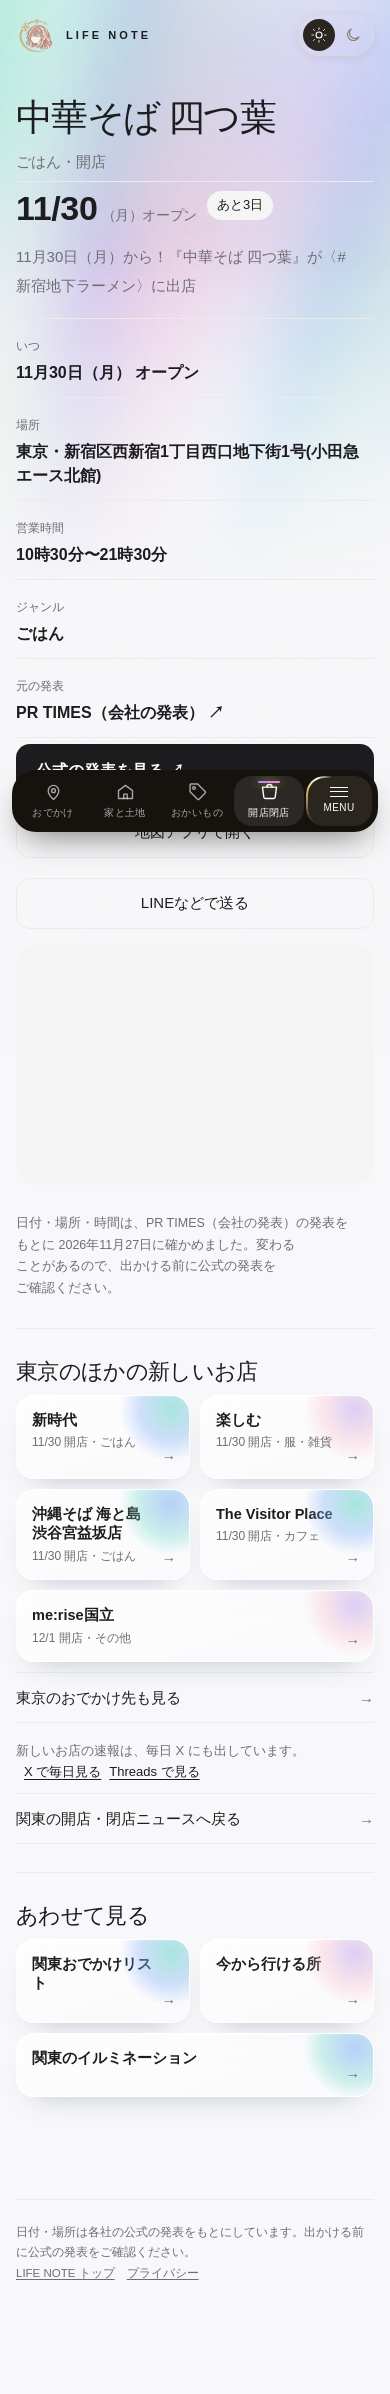 LIFE NOTE
中華そば 四つ葉
ごはん・開店
11/30 （月）オープン あと3日
11月30日（月）から！『中華そば 四つ葉』が〈#
新宿地下ラーメン〉に出店
いつ
11月30日（月） オープン
場所
東京・新宿区西新宿1丁目西口地下街1号(小田急
エース北館)
営業時間
10時30分〜21時30分
ジャンル
ごはん
元の発表
PR TIMES（会社の発表） ↗
公式の発表を見る ↗
おでかけ
家と土地
おかいもの
開店閉店
MENU
地図アプリで開く
LINEなどで送る
日付・場所・時間は、PR TIMES（会社の発表）の発表を
もとに 2026年11月27日に確かめました。変わる
ことがあるので、出かける前に公式の発表を
ご確認ください。
東京のほかの新しいお店
新時代
11/30 開店・ごはん
→
楽しむ
11/30 開店・服・雑貨
→
沖縄そば 海と島
渋谷宮益坂店
11/30 開店・ごはん
→
The Visitor Place
11/30 開店・カフェ
→
me:rise国立
12/1 開店・その他
→
東京のおでかけ先も見る →
新しいお店の速報は、毎日 X にも出しています。
X で毎日見る Threads で見る
関東の開店・閉店ニュースへ戻る →
あわせて見る
関東おでかけリス
ト
→
今から行ける所
→
関東のイルミネーション
→
日付・場所は各社の公式の発表をもとにしています。出かける前
に公式の発表をご確認ください。
LIFE NOTE トップ プライバシー